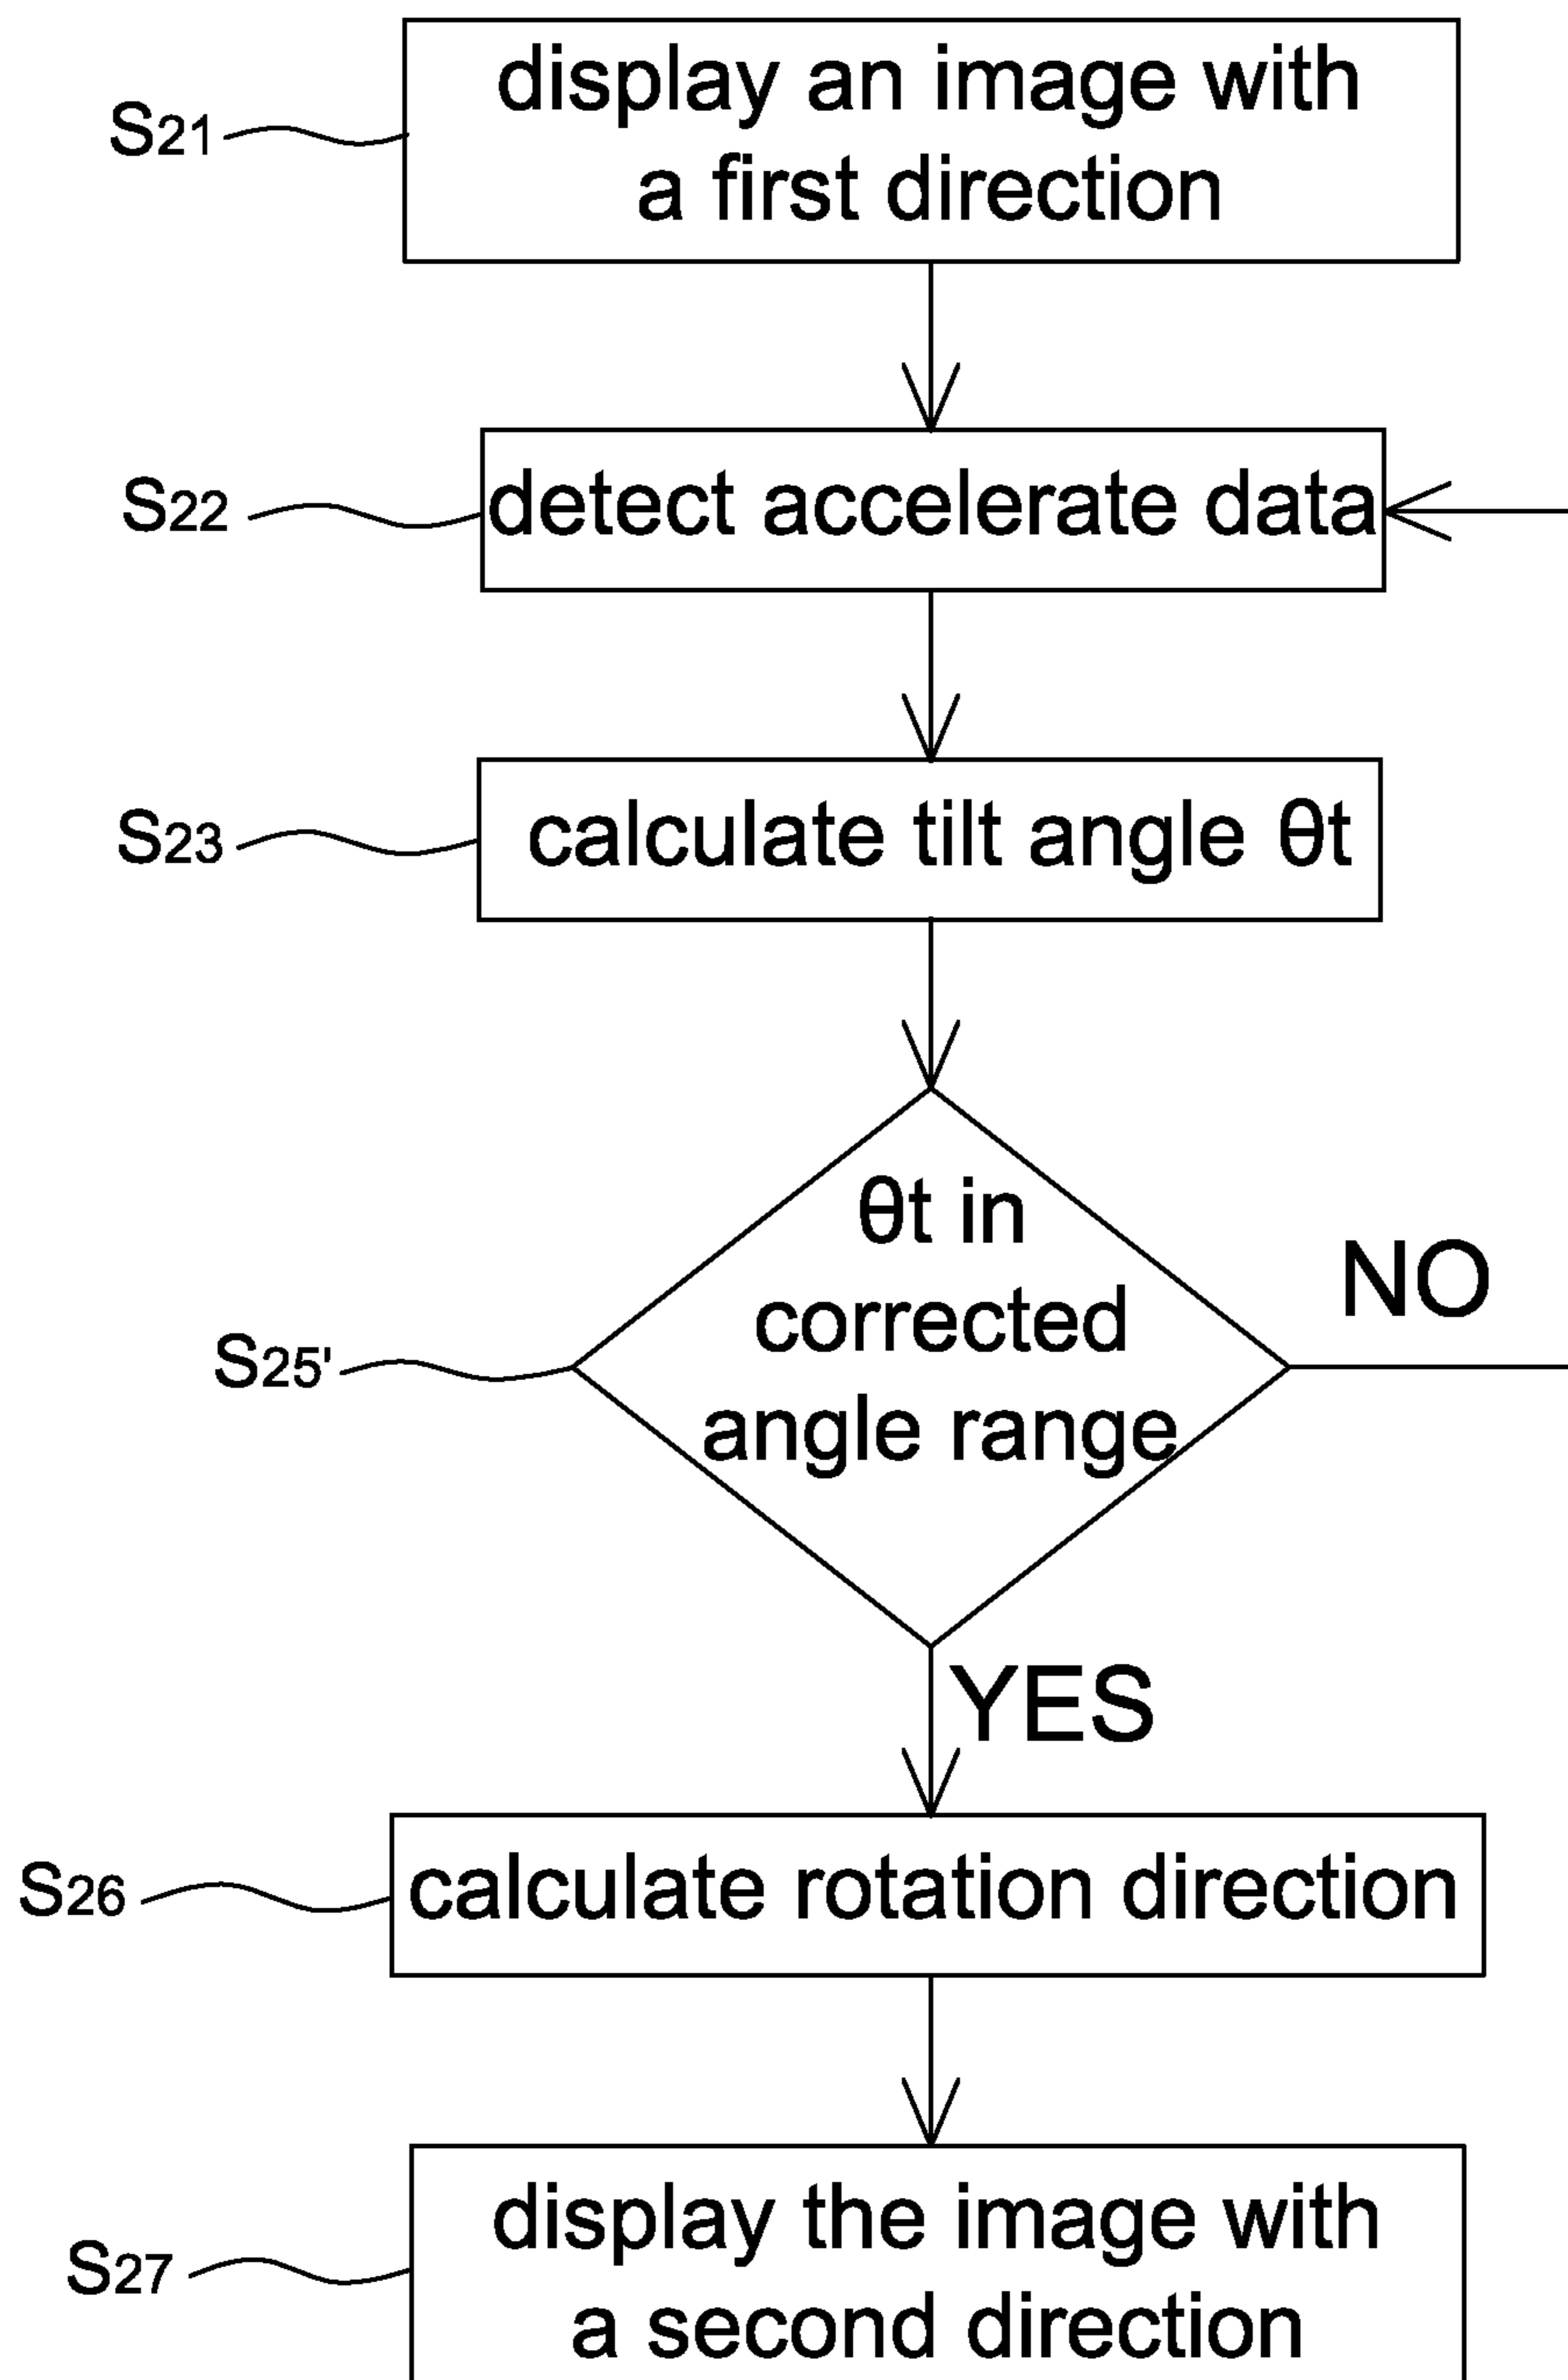 S21
display an image with
a first direction
S22
detect accelerate data
S23
calculate tilt angle θt
S25'
θt in
corrected
angle range
NO
YES
S26
calculate rotation direction
S27
display the image with
a second direction